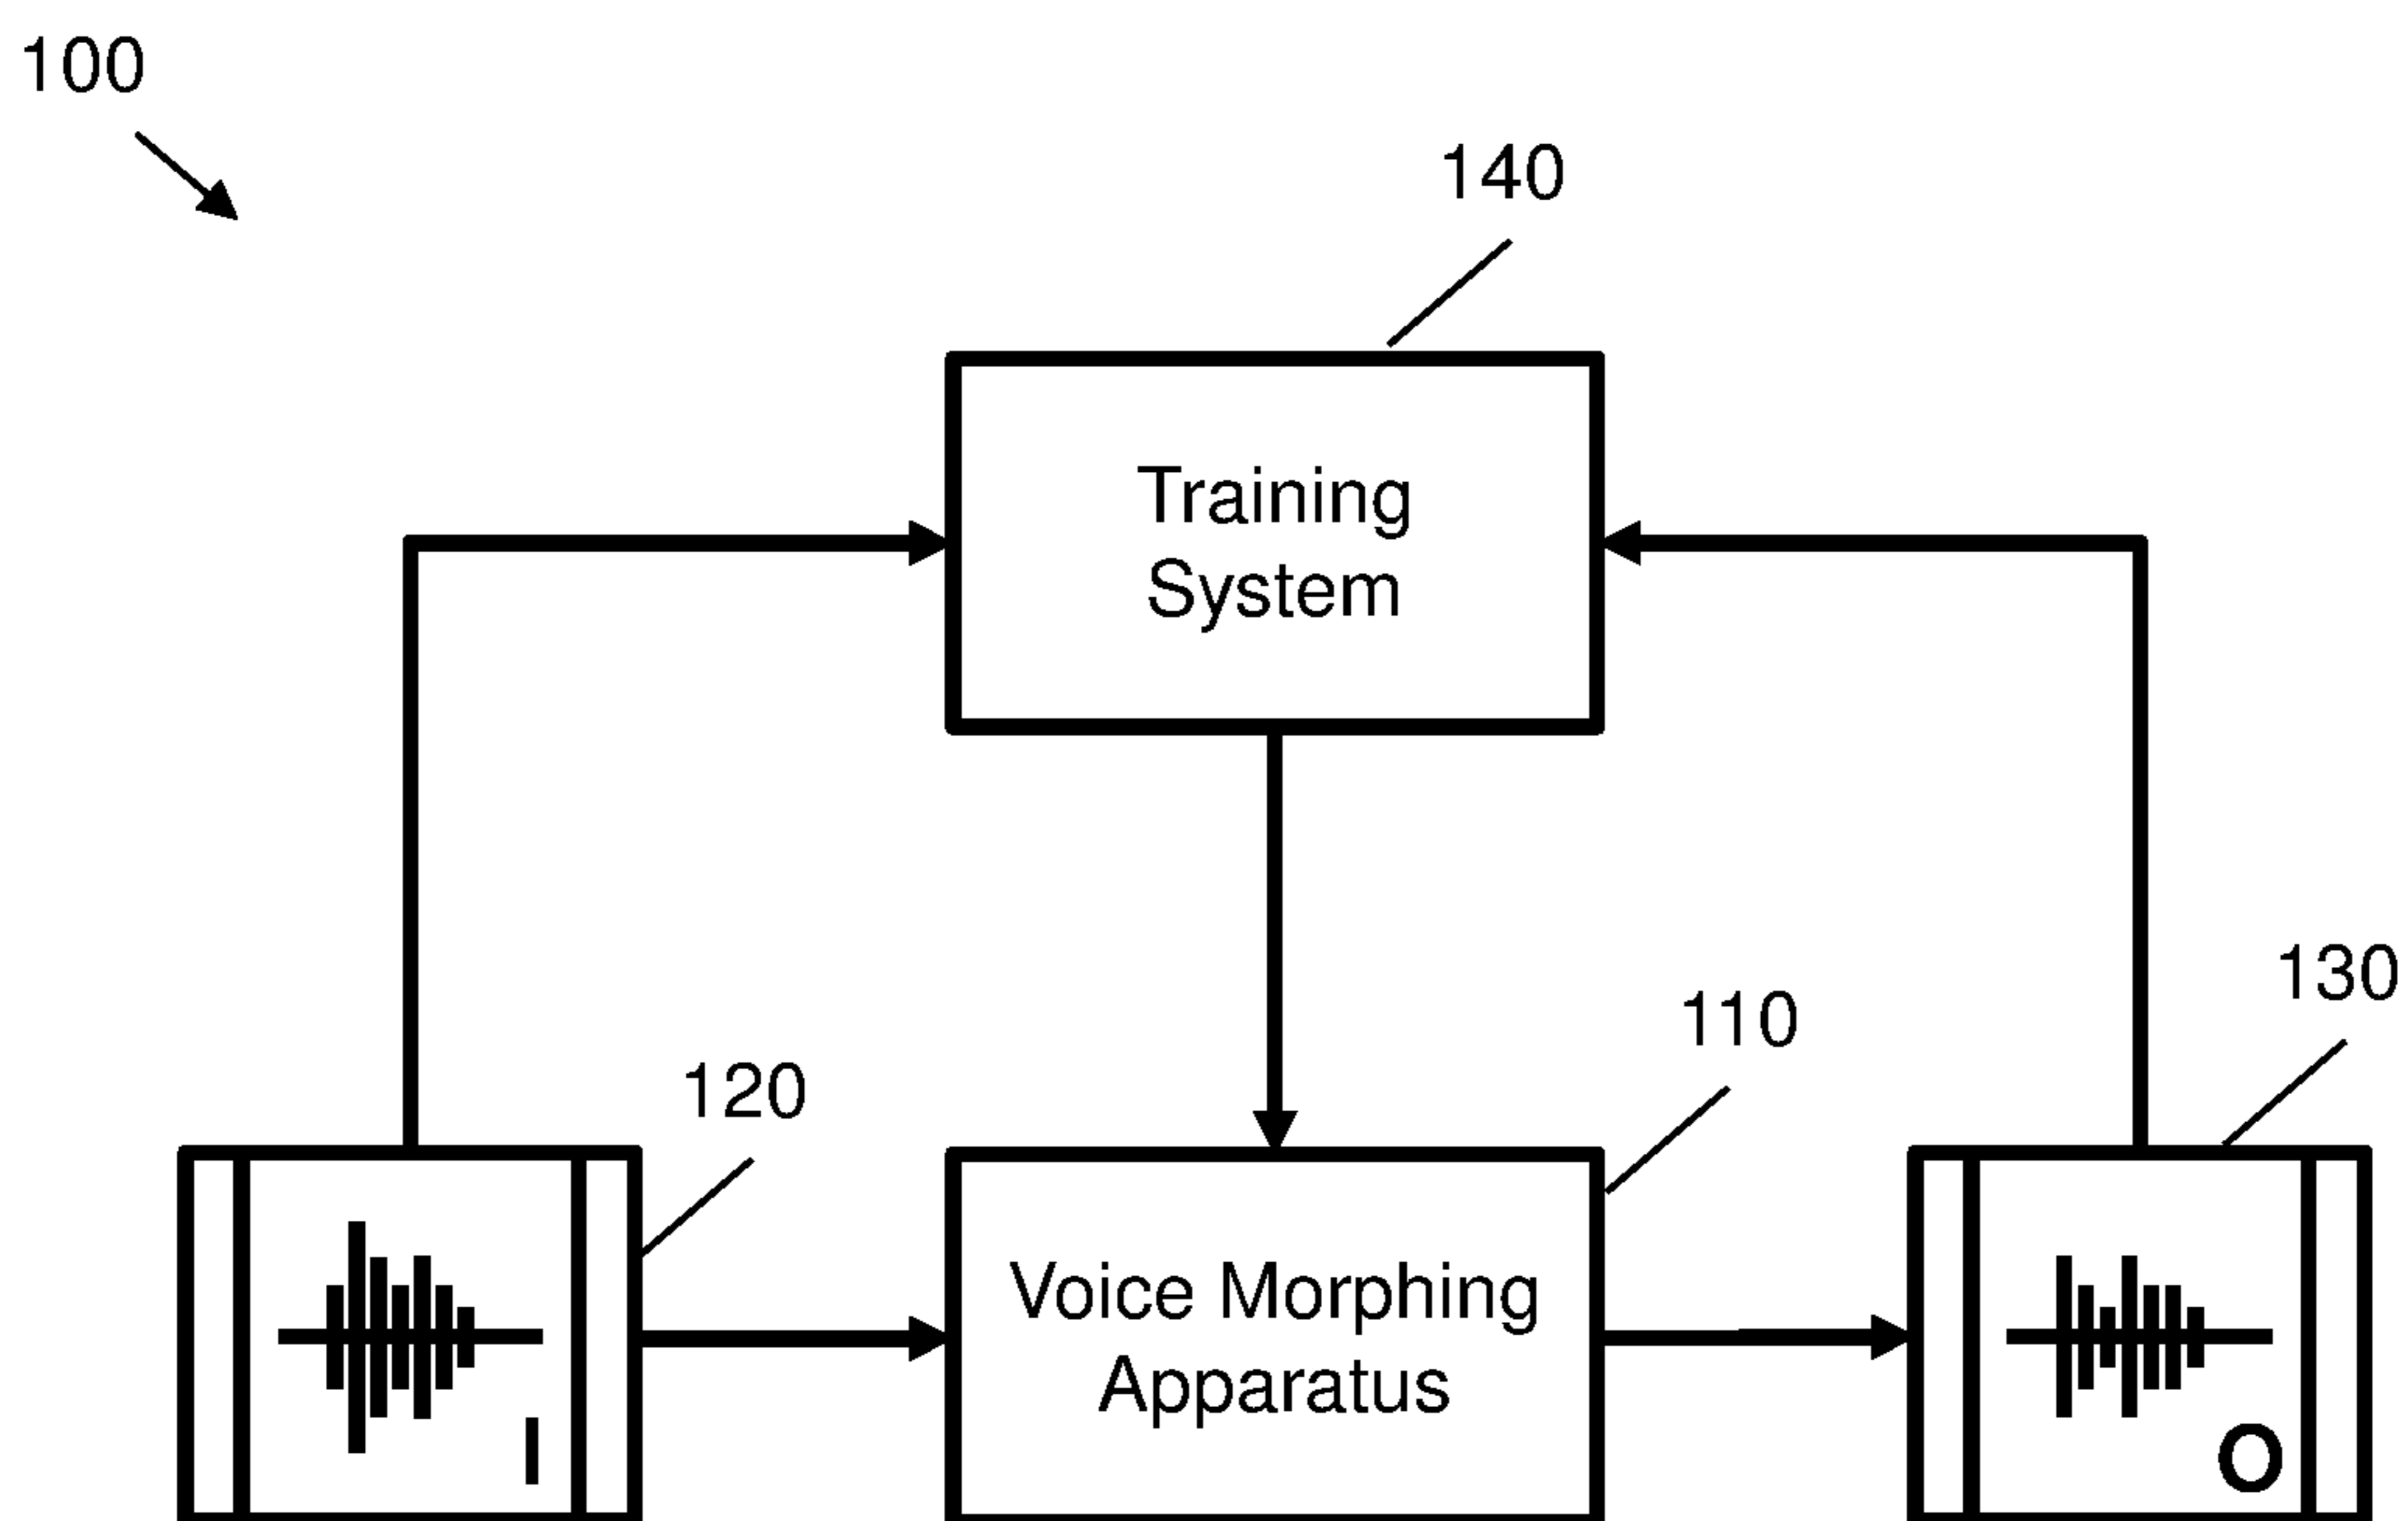 100
140
Training
System
130
110
120
Voice Morphing
Apparatus
I
O